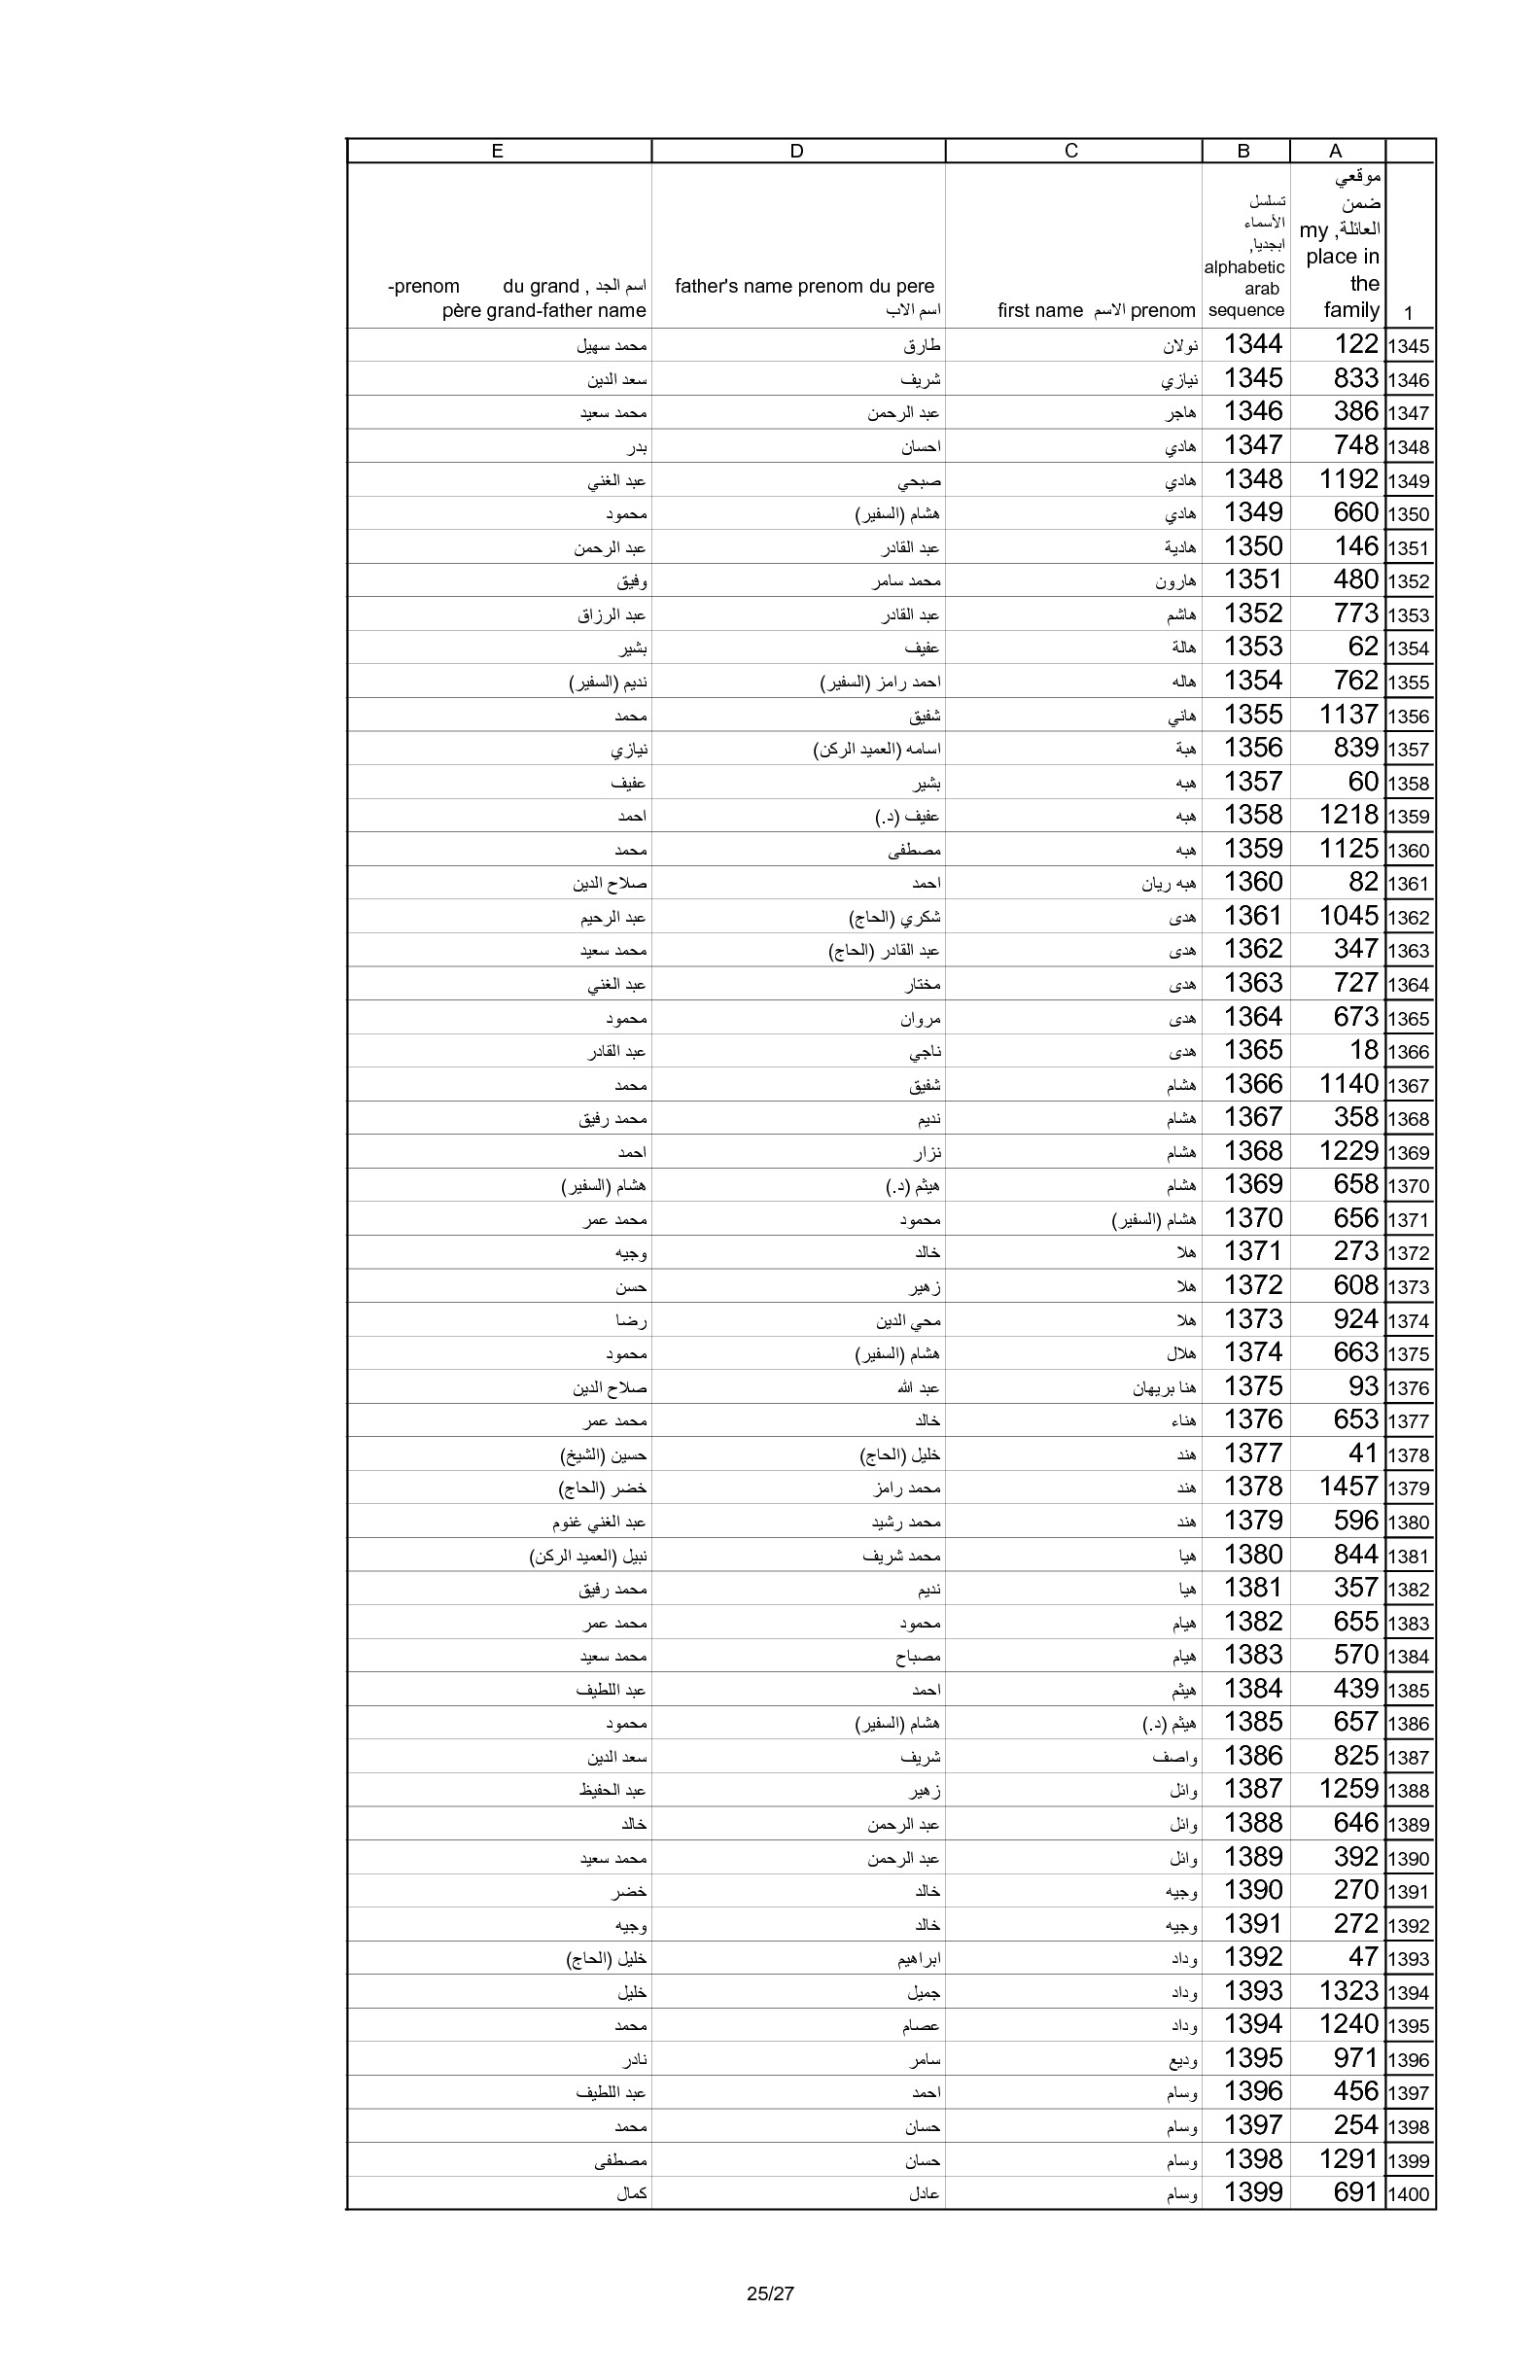 A B C D E
1
موقعي ضمن العائلة, my place in the family
تسلسل الأسماء ابجديا, alphabetic arab sequence
first name الاسم prenom
father's name prenom du pere اسم الاب
اسم الجد , du grand -prenom père grand-father name
1345 122 1344 نولان طارق محمد سهيل
1346 833 1345 نيازي شريف سعد الدين
1347 386 1346 هاجر عبد الرحمن محمد سعيد
1348 748 1347 هادي احسان بدر
1349 1192 1348 هادي صبحي عبد الغني
1350 660 1349 هادي هشام (السفير) محمود
1351 146 1350 هادية عبد القادر عبد الرحمن
1352 480 1351 هارون محمد سامر وفيق
1353 773 1352 هاشم عبد القادر عبد الرزاق
1354 62 1353 هالة عفيف بشير
1355 762 1354 هاله احمد رامز (السفير) نديم (السفير)
1356 1137 1355 هاني شفيق محمد
1357 839 1356 هبة اسامه (العميد الركن) نيازي
1358 60 1357 هبه بشير عفيف
1359 1218 1358 هبه عفيف (د.) احمد
1360 1125 1359 هبه مصطفى محمد
1361 82 1360 هبه ريان احمد صلاح الدين
1362 1045 1361 هدى شكري (الحاج) عبد الرحيم
1363 347 1362 هدى عبد القادر (الحاج) محمد سعيد
1364 727 1363 هدى مختار عبد الغني
1365 673 1364 هدى مروان محمود
1366 18 1365 هدى ناجي عبد القادر
1367 1140 1366 هشام شفيق محمد
1368 358 1367 هشام نديم محمد رفيق
1369 1229 1368 هشام نزار احمد
1370 658 1369 هشام هيثم (د.) هشام (السفير)
1371 656 1370 هشام (السفير) محمود محمد عمر
1372 273 1371 هلا خالد وجيه
1373 608 1372 هلا زهير حسن
1374 924 1373 هلا محي الدين رضا
1375 663 1374 هلال هشام (السفير) محمود
1376 93 1375 هنا بريهان عبد الله صلاح الدين
1377 653 1376 هناء خالد محمد عمر
1378 41 1377 هند خليل (الحاج) حسين (الشيخ)
1379 1457 1378 هند محمد رامز خضر (الحاج)
1380 596 1379 هند محمد رشيد عبد الغني غنوم
1381 844 1380 هيا محمد شريف نبيل (العميد الركن)
1382 357 1381 هيا نديم محمد رفيق
1383 655 1382 هيام محمود محمد عمر
1384 570 1383 هيام مصباح محمد سعيد
1385 439 1384 هيثم احمد عبد اللطيف
1386 657 1385 هيثم (د.) هشام (السفير) محمود
1387 825 1386 واصف شريف سعد الدين
1388 1259 1387 وائل زهير عبد الحفيظ
1389 646 1388 وائل عبد الرحمن خالد
1390 392 1389 وائل عبد الرحمن محمد سعيد
1391 270 1390 وجيه خالد خضر
1392 272 1391 وجيه خالد وجيه
1393 47 1392 وداد ابراهيم خليل (الحاج)
1394 1323 1393 وداد جميل خليل
1395 1240 1394 وداد عصام محمد
1396 971 1395 وديع سامر نادر
1397 456 1396 وسام احمد عبد اللطيف
1398 254 1397 وسام حسان محمد
1399 1291 1398 وسام حسان مصطفى
1400 691 1399 وسام عادل كمال
25/27